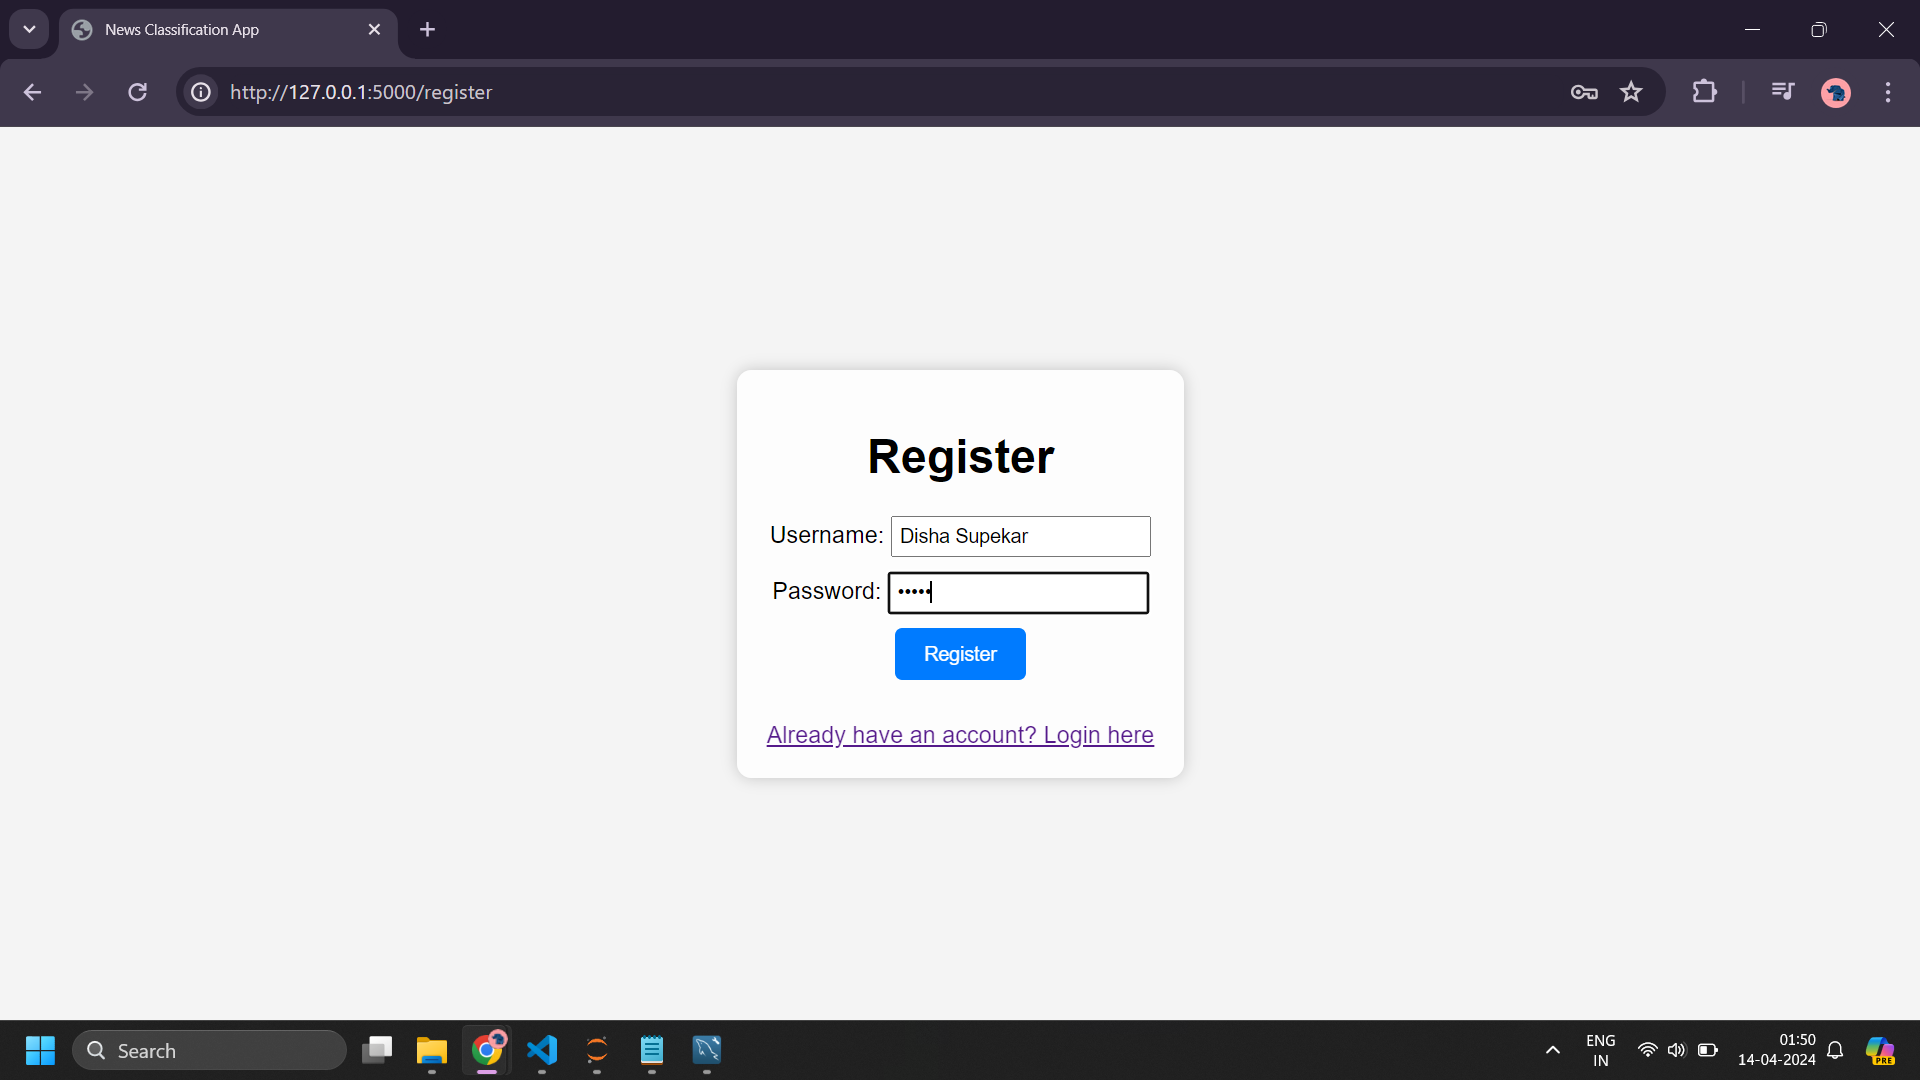 News Classification App
http://127.0.0.1:5000/register
Register
Username: Disha Supekar
Password: •••••
Register
Already have an account? Login here
Search
PRE
ENG
IN
01:50
14-04-2024